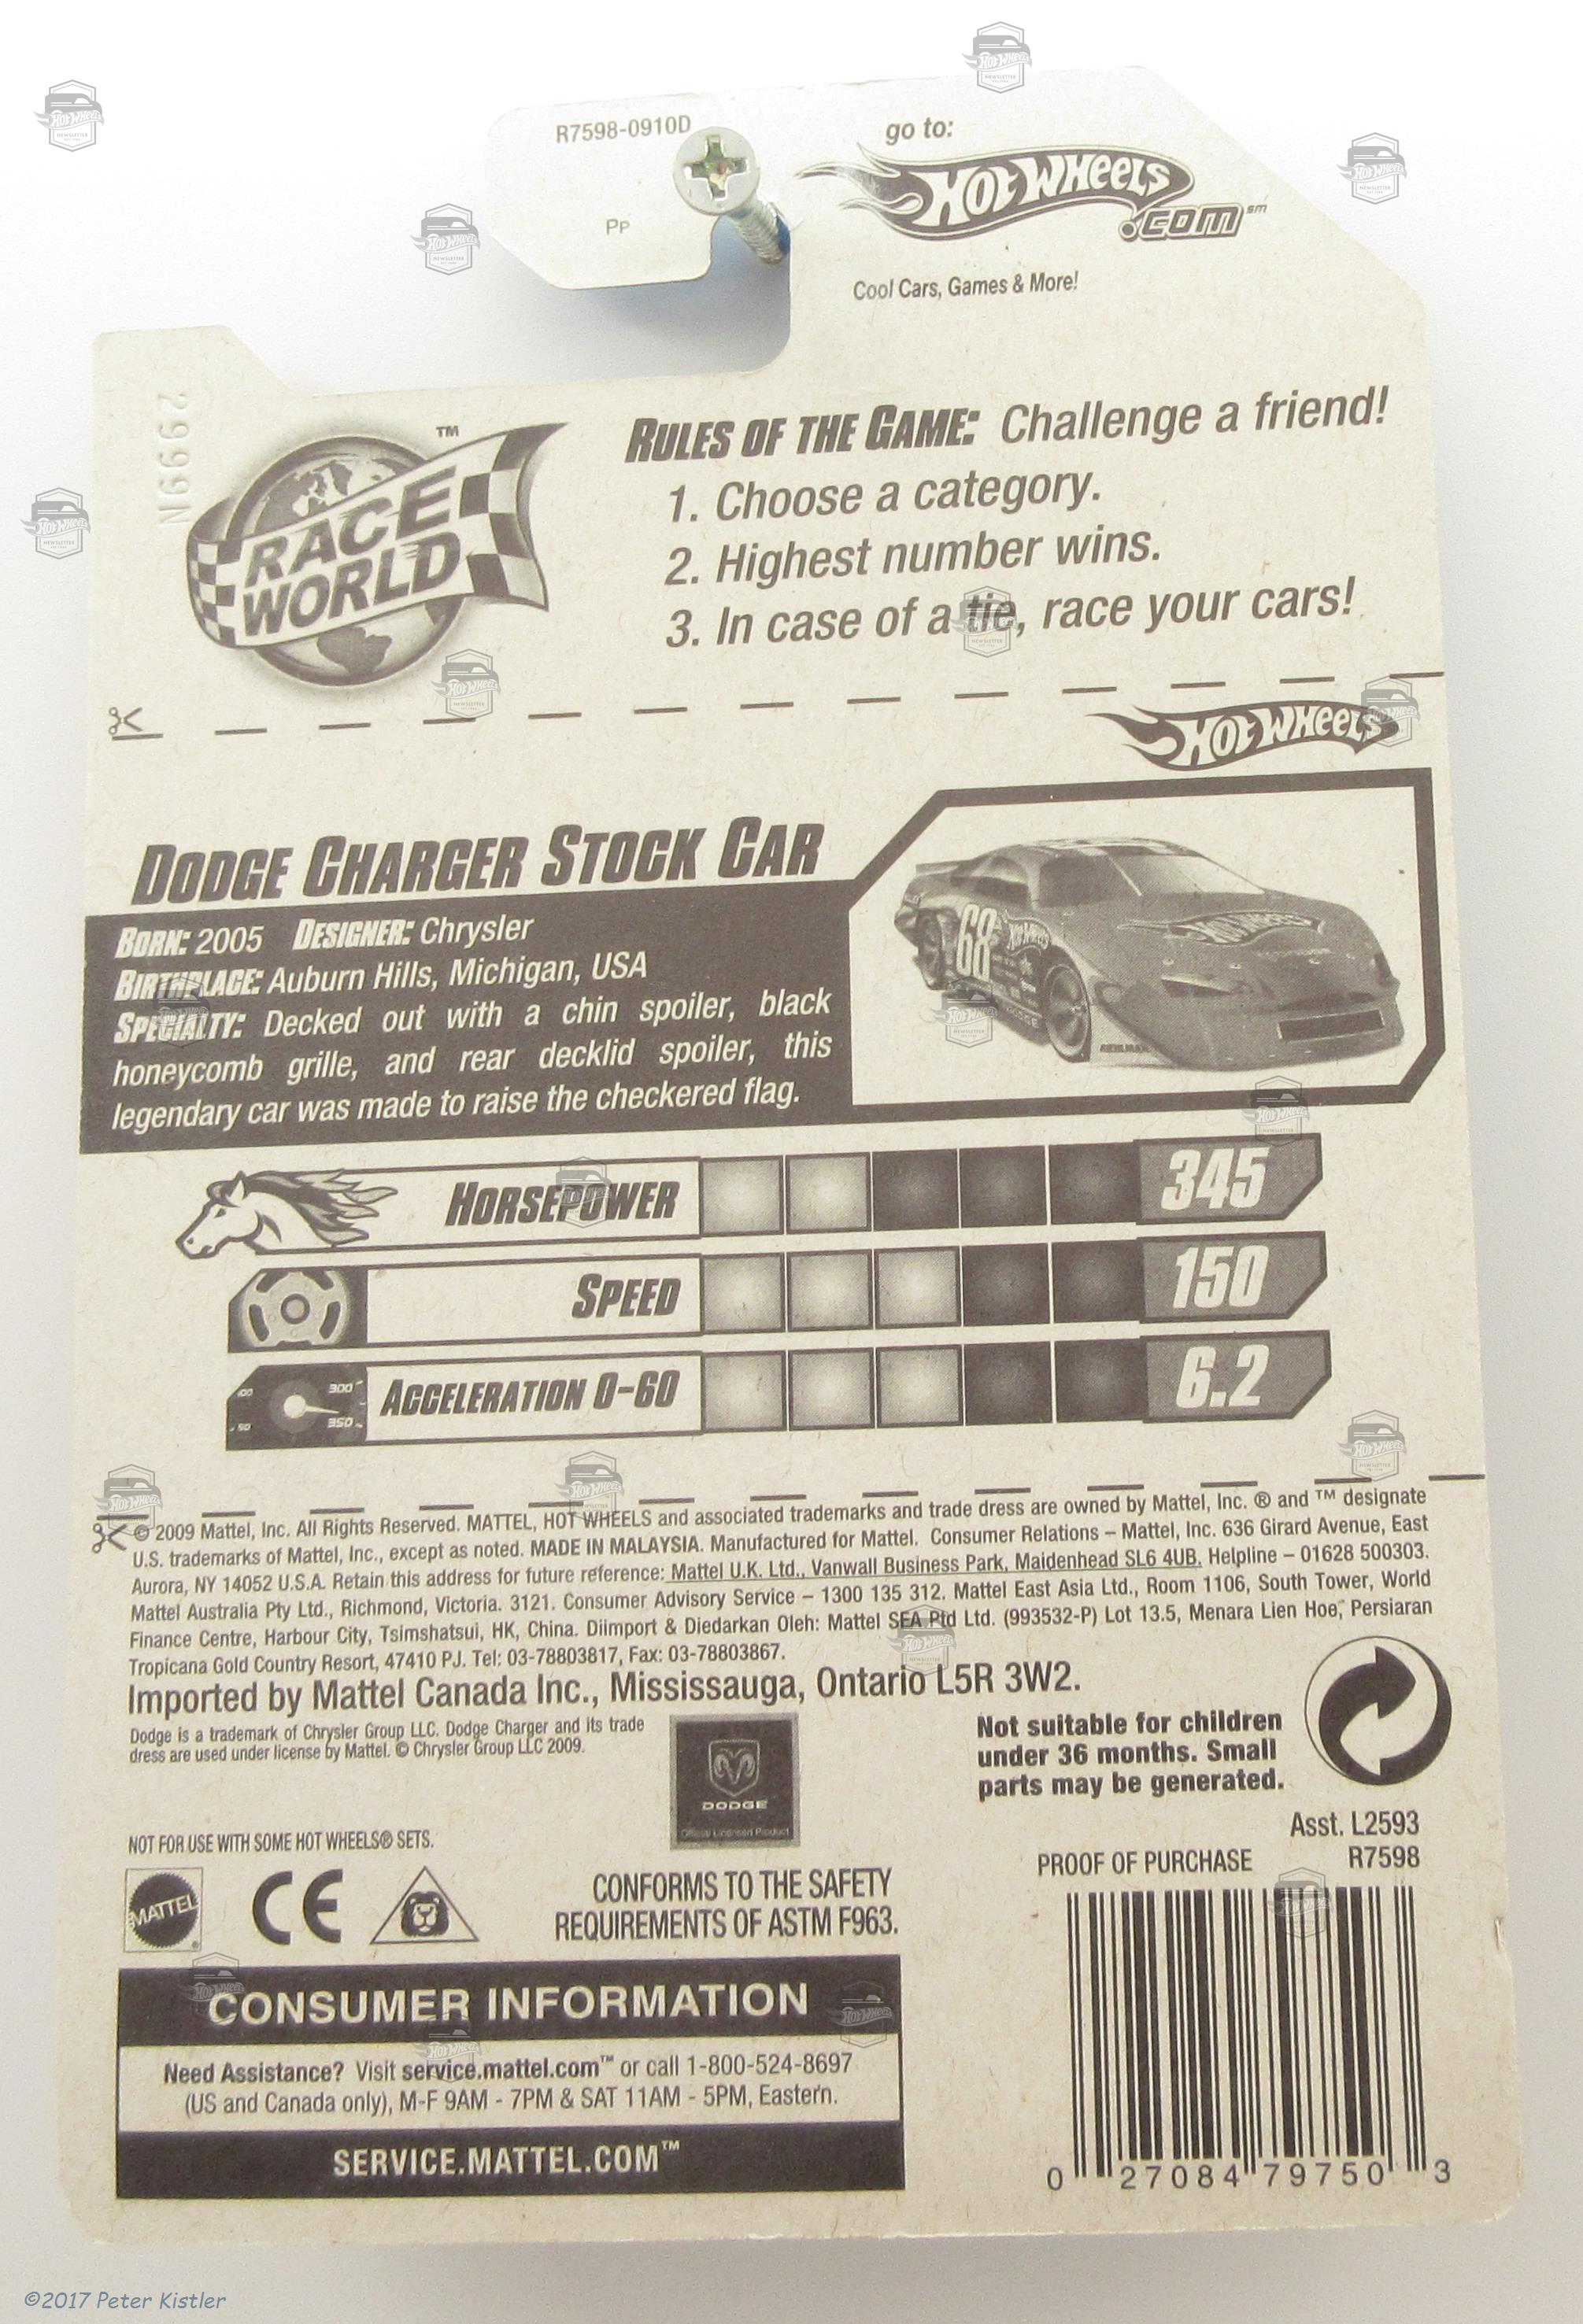 R7598-0910D
PP
go to:
Hot Wheels
.com℠
Cool Cars, Games & More!
2999N
RACE
WORLD™
RULES OF THE GAME: Challenge a friend!
1. Choose a category.
2. Highest number wins.
3. In case of a tie, race your cars!
Hot Wheels
DODGE CHARGER STOCK CAR
BORN: 2005 DESIGNER: Chrysler
BIRTHPLACE: Auburn Hills, Michigan, USA
SPECIALTY: Decked out with a chin spoiler, black
honeycomb grille, and rear decklid spoiler, this
legendary car was made to raise the checkered flag.
68
Hot Wheels
Hot Wheels
DODGE
HORSEPOWER 345
SPEED 150
300
350
50
ACCELERATION 0-60 6.2
© 2009 Mattel, Inc. All Rights Reserved. MATTEL, HOT WHEELS and associated trademarks and trade dress are owned by Mattel, Inc. ® and ™ designate
U.S. trademarks of Mattel, Inc., except as noted. MADE IN MALAYSIA. Manufactured for Mattel. Consumer Relations – Mattel, Inc. 636 Girard Avenue, East
Aurora, NY 14052 U.S.A. Retain this address for future reference: Mattel U.K. Ltd., Vanwall Business Park, Maidenhead SL6 4UB. Helpline – 01628 500303.
Mattel Australia Pty Ltd., Richmond, Victoria. 3121. Consumer Advisory Service – 1300 135 312. Mattel East Asia Ltd., Room 1106, South Tower, World
Finance Centre, Harbour City, Tsimshatsui, HK, China. Diimport & Diedarkan Oleh: Mattel SEA Ptd Ltd. (993532-P) Lot 13.5, Menara Lien Hoe, Persiaran
Tropicana Gold Country Resort, 47410 PJ. Tel: 03-78803817, Fax: 03-78803867.
Imported by Mattel Canada Inc., Mississauga, Ontario L5R 3W2.
Dodge is a trademark of Chrysler Group LLC. Dodge Charger and its trade
dress are used under license by Mattel. © Chrysler Group LLC 2009.
DODGE
Official Licensed Product
Not suitable for children
under 36 months. Small
parts may be generated.
NOT FOR USE WITH SOME HOT WHEELS® SETS.
MATTEL®
CE
CONFORMS TO THE SAFETY
REQUIREMENTS OF ASTM F963.
Asst. L2593
PROOF OF PURCHASE R7598
CONSUMER INFORMATION
Need Assistance? Visit service.mattel.com™ or call 1-800-524-8697
(US and Canada only), M-F 9AM - 7PM & SAT 11AM - 5PM, Eastern.
SERVICE.MATTEL.COM™
0 27084 79750 3
©2017 Peter Kistler